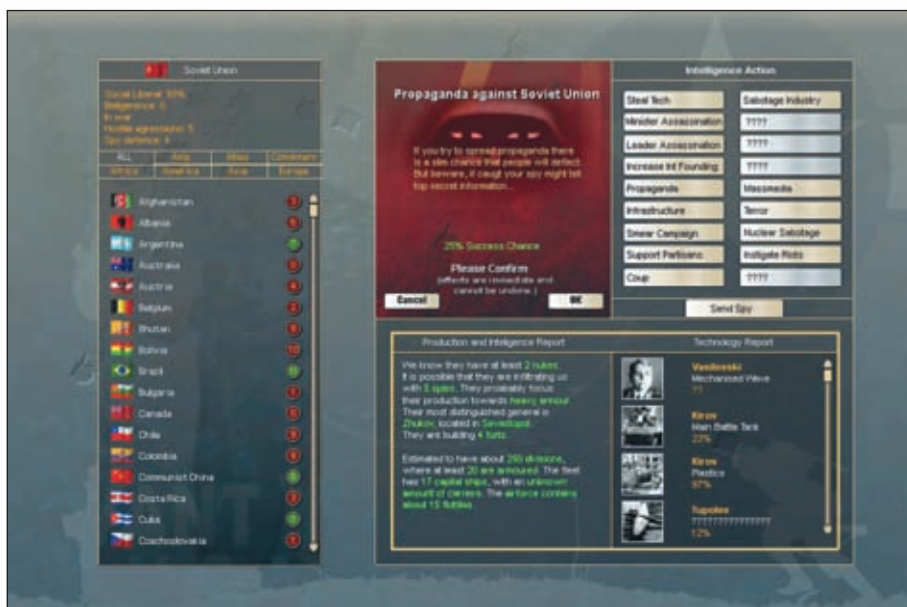 Soviet Union
Social Liberal: 50%
Belligerence: 0
In war
Hostile agressions: 5
Spy defence: 4
ALL Axis Allies Comintern
Africa America Asia Europe
Afghanistan 3
Albania
Argentina
Australia
Austria 4
Belgium
Bhutan
Bolivia 10
Brazil
Bulgaria
Canada
Chile
Colombia
Communist China
Costa Rica
Cuba
Czechoslovakia
Propaganda against Soviet Union
If you try to spread propaganda there
is a slim chance that people will deflect.
But beware, if caugt your spy might tell
top secret information...
25% Success Chance
Please Confirm
(effects are immediate and
cannot be undone.)
Cancel OK
Intelligence Action
Steal Tech Sabotage Industry
Minister Assassination ????
Leader Assassination ????
Increase Int Founding ????
Propaganda Massmedia
Infrastructure Terror
Smear Campaign Nuclear Sabotage
Support Partisans Instigate Riots
Coup ????
Send Spy
Production and Inteligence Report
We know they have at least 2 nukes.
It is possible that they are infiltrating us
with 5 spies. They probably focus
their production towards heavy armour.
Their most distinguished general is
Zhukov, located in Sevastopol.
They are building 4 forts.
Estimated to have about 250 divisions,
where at least 20 are armoured. The fleet
has 17 capital ships, with an unknown
amount of carriers. The airforce contains
about 15 flotillas.
Technology Report
Vasilevski
Mechanised Wave
??
Kirov
Main Battle Tank
23%
Kirov
Plastics
97%
Tupolev
???????????????
12%